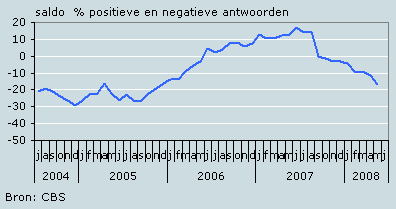 saldo  % positieve en negatieve antwoorden
20
10
0
-10
-20
-30
-40
-50
j a s o n d j f m a m j j a s o n d j f m a m j j a s o n d j f m a m j j a s o n d j f m a m j
2004 2005 2006 2007 2008
Bron: CBS